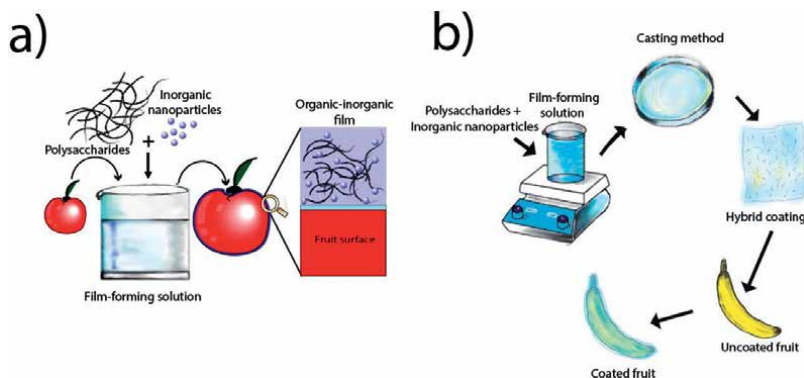 a)
Inorganic
nanoparticles
Polysaccharides
+
Film-forming solution
Organic-inorganic
film
Fruit surface
b)
Casting method
Film-forming
solution
Polysaccharides +
Inorganic nanoparticles
Hybrid coating
Uncoated fruit
Coated fruit